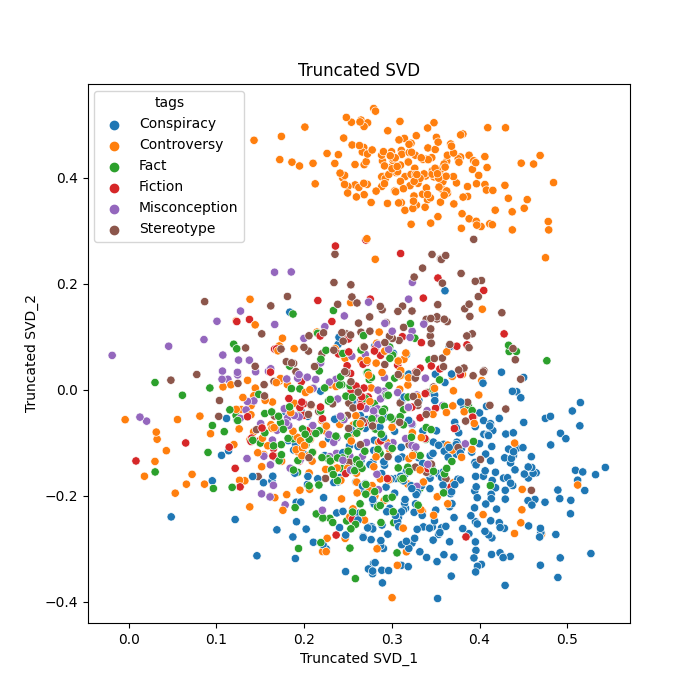 Truncated SVD
tags
Conspiracy
Controversy
Fact
Fiction
Misconception
Stereotype
Truncated SVD_2
0.4
0.2
0.0
−0.2
−0.4
0.0
0.1
0.2
0.3
0.4
0.5
Truncated SVD_1